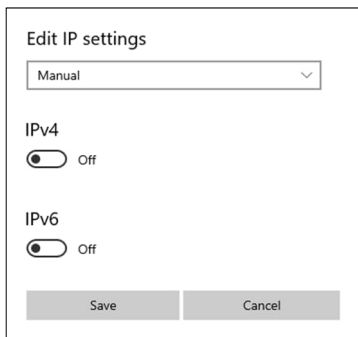 Edit IP settings
Manual
IPv4
Off
IPv6
Off
Save Cancel